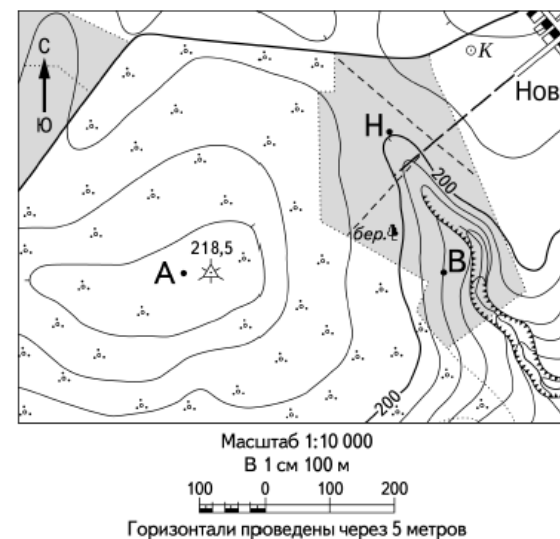 С
Ю
К
Нов
Н
200
бер.
218,5
А
В
200
Масштаб 1:10 000
В 1 см 100 м
100 0 100 200
Горизонтали проведены через 5 метров